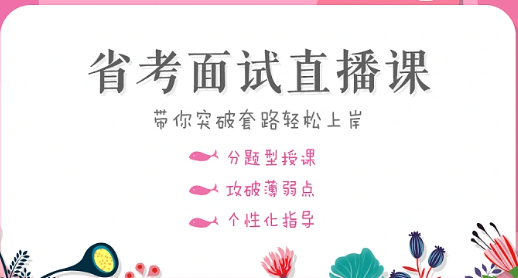 省考面试直播课
带你突破套路轻松上岸
分题型授课
攻破薄弱点
个性化指导